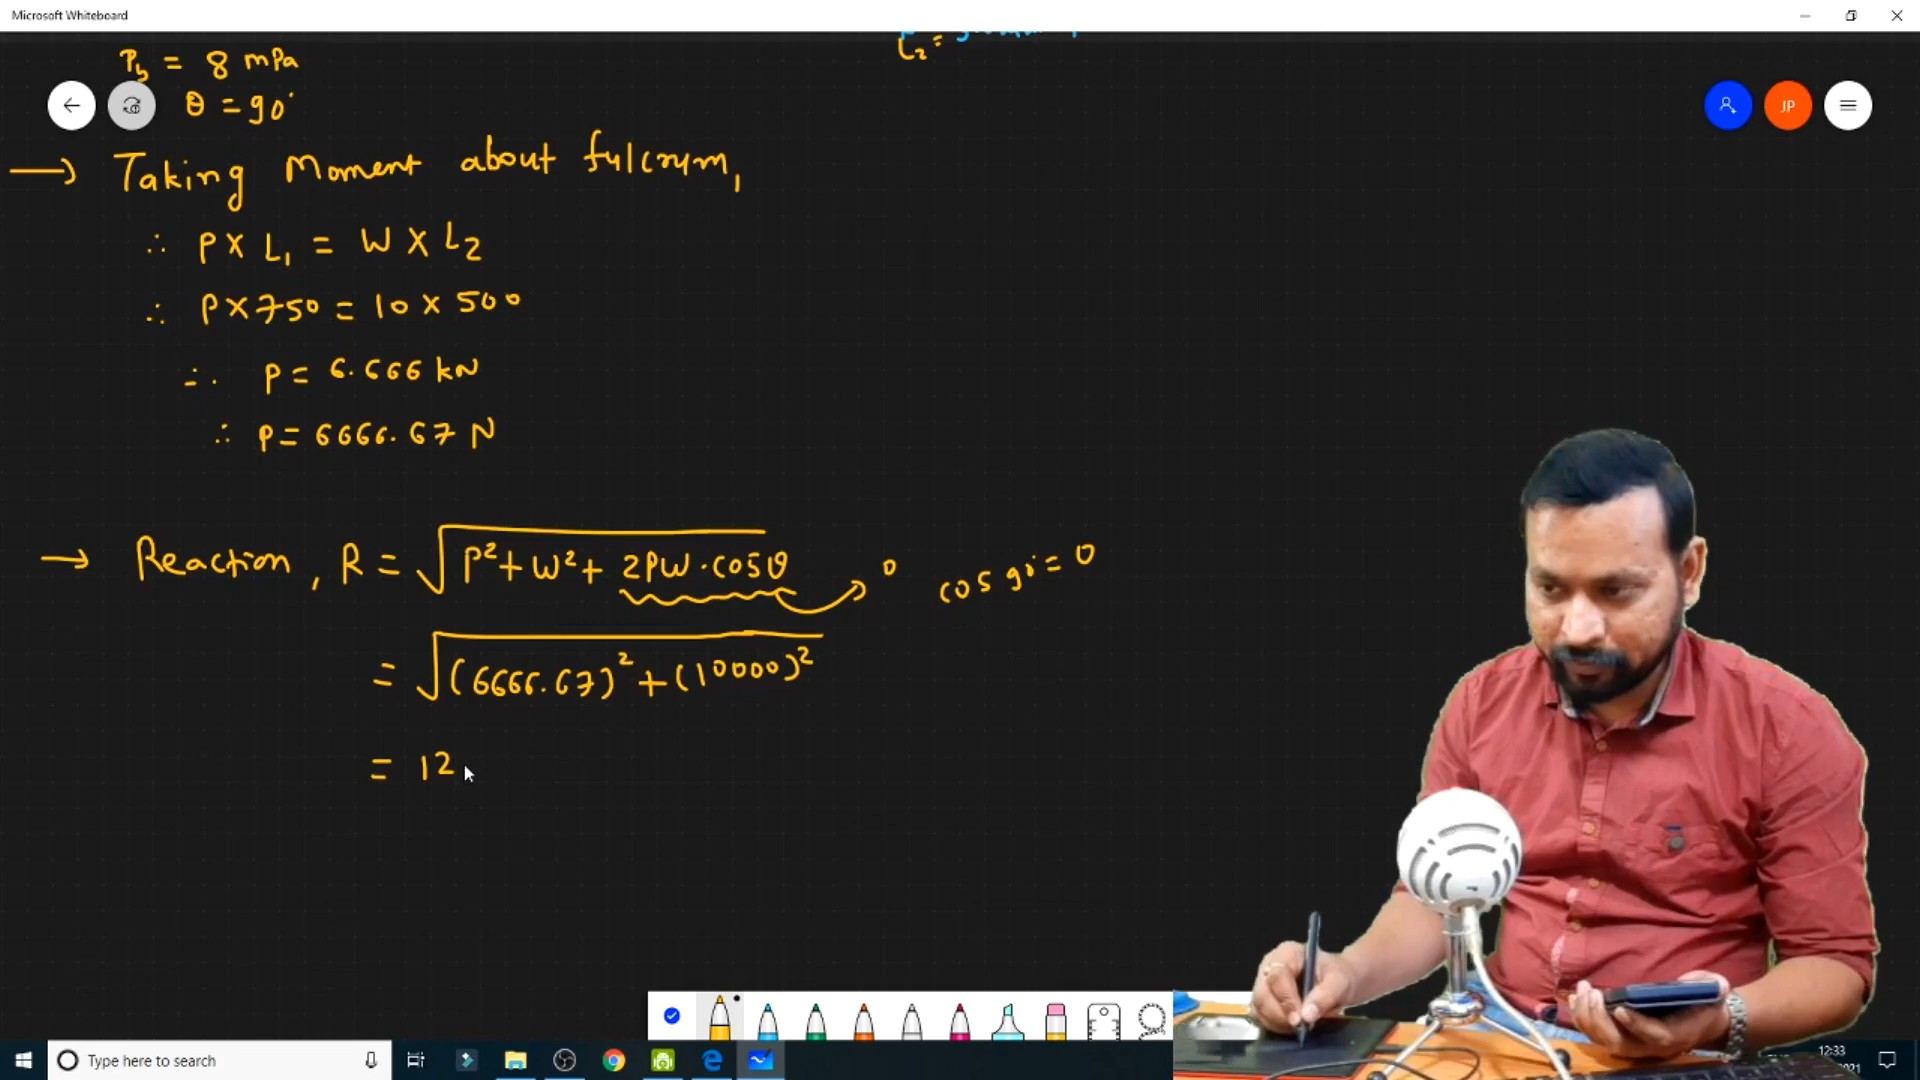 Microsoft Whiteboard
Pb = 8 mPa
θ = 90°
L2 =
JP
→ Taking Moment about fulcrum,
∴ P X L1 = W X L2
∴ P X 750 = 10 X 500
∴ P = 6.666 kN
∴ P = 6666.67 N
→ Reaction, R = √P²+W²+2PW·cosθ → 0 cos 90° = 0
= √(6666.67)²+(10000)²
= 12
Type here to search
12:33